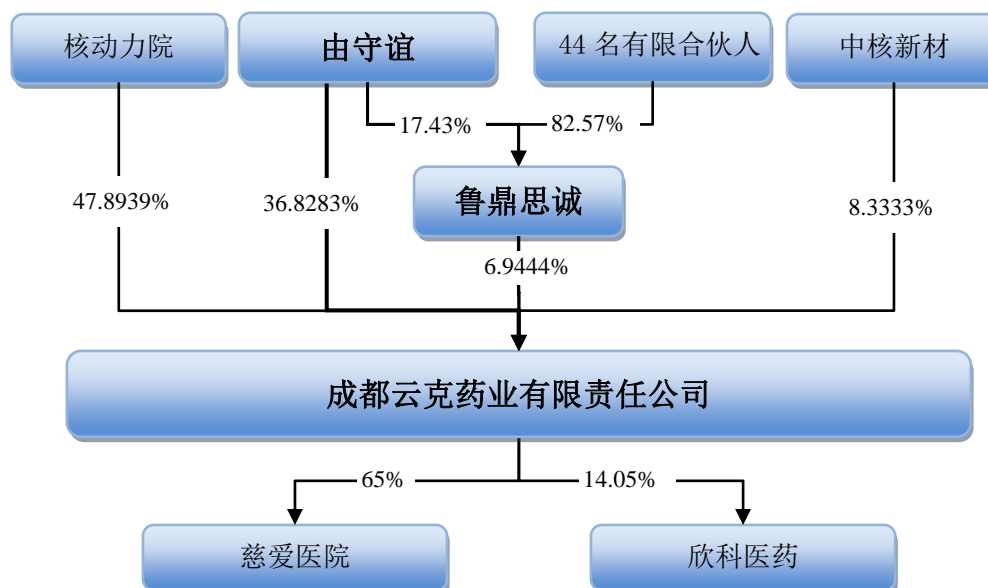 核动力院
由守谊
44 名有限合伙人
中核新材
17.43%
82.57%
鲁鼎思诚
47.8939%
36.8283%
8.3333%
6.9444%
成都云克药业有限责任公司
65%
14.05%
慈爱医院
欣科医药